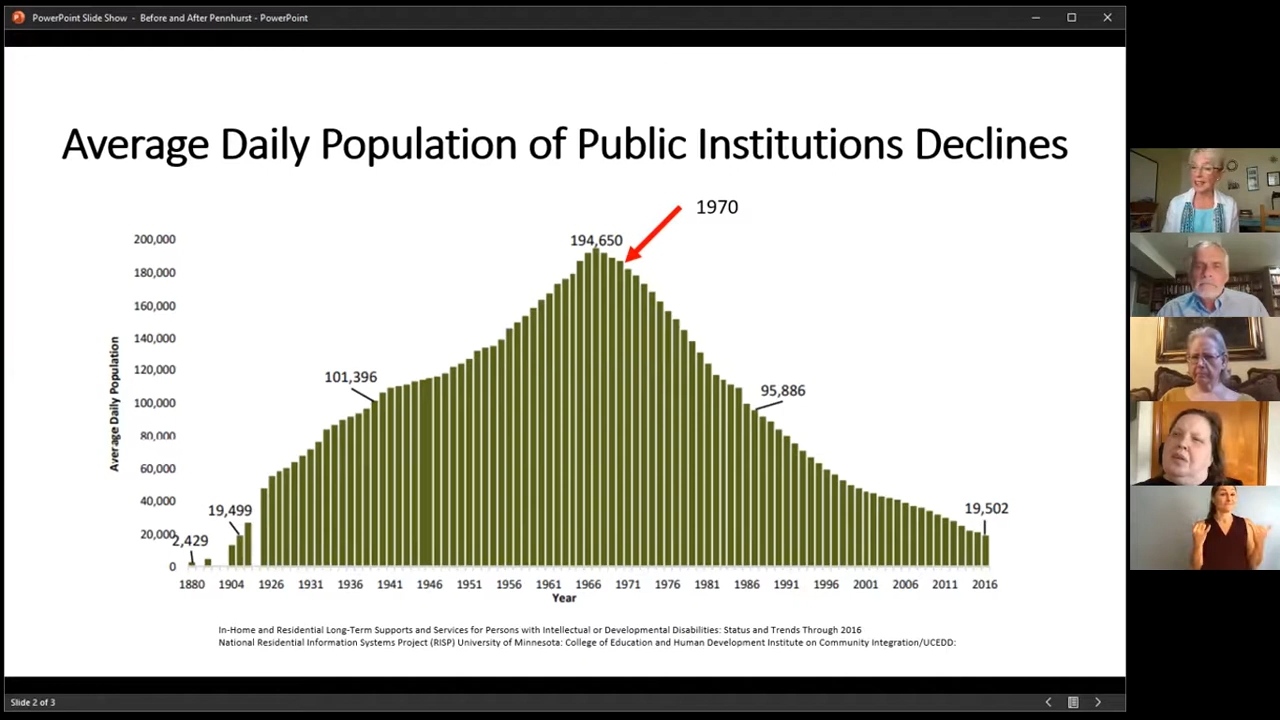 PowerPoint Slide Show - Before and After Pennhurst - PowerPoint
Average Daily Population of Public Institutions Declines
1970
200,000
180,000
160,000
140,000
120,000
100,000
80,000
60,000
40,000
20,000
0
Average Daily Population
2,429
19,499
101,396
194,650
95,886
19,502
1880 1904 1926 1931 1936 1941 1946 1951 1956 1961 1966 1971 1976 1981 1986 1991 1996 2001 2006 2011 2016
Year
In-Home and Residential Long-Term Supports and Services for Persons with Intellectual or Developmental Disabilities: Status and Trends Through 2016
National Residential Information Systems Project (RISP) University of Minnesota: College of Education and Human Development Institute on Community Integration/UCEDD:
Slide 2 of 3